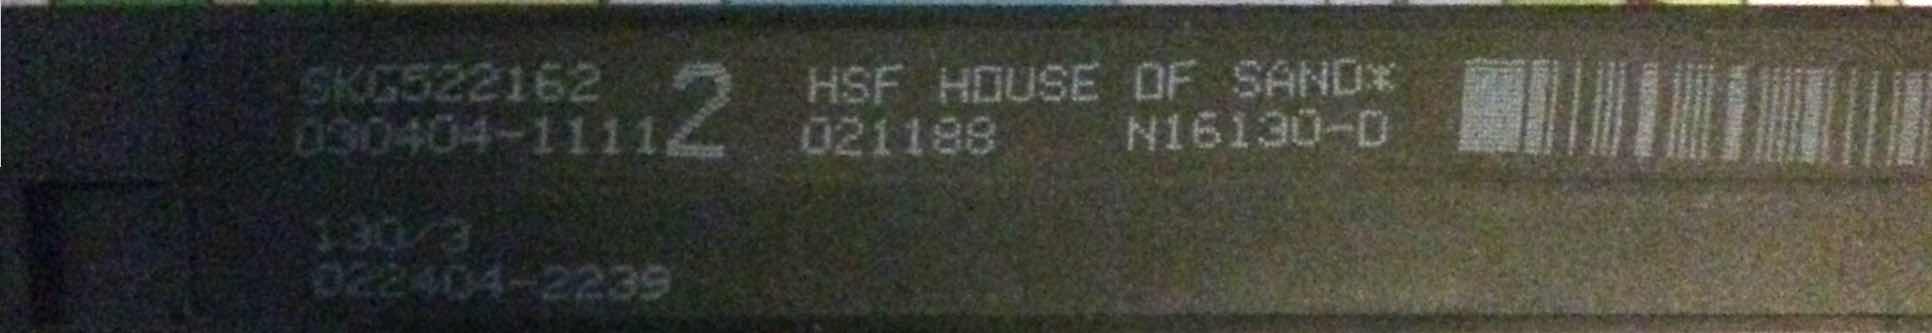 SKG522162 2 HSF HOUSE OF SAND*
030404-1111 021188 N16130-D
130/3
022404-2239